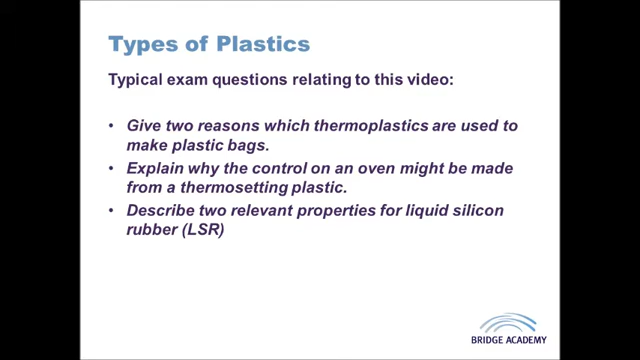 Types of Plastics
Typical exam questions relating to this video:
• Give two reasons which thermoplastics are used to
make plastic bags.
• Explain why the control on an oven might be made
from a thermosetting plastic.
• Describe two relevant properties for liquid silicon
rubber (LSR)
BRIDGE ACADEMY